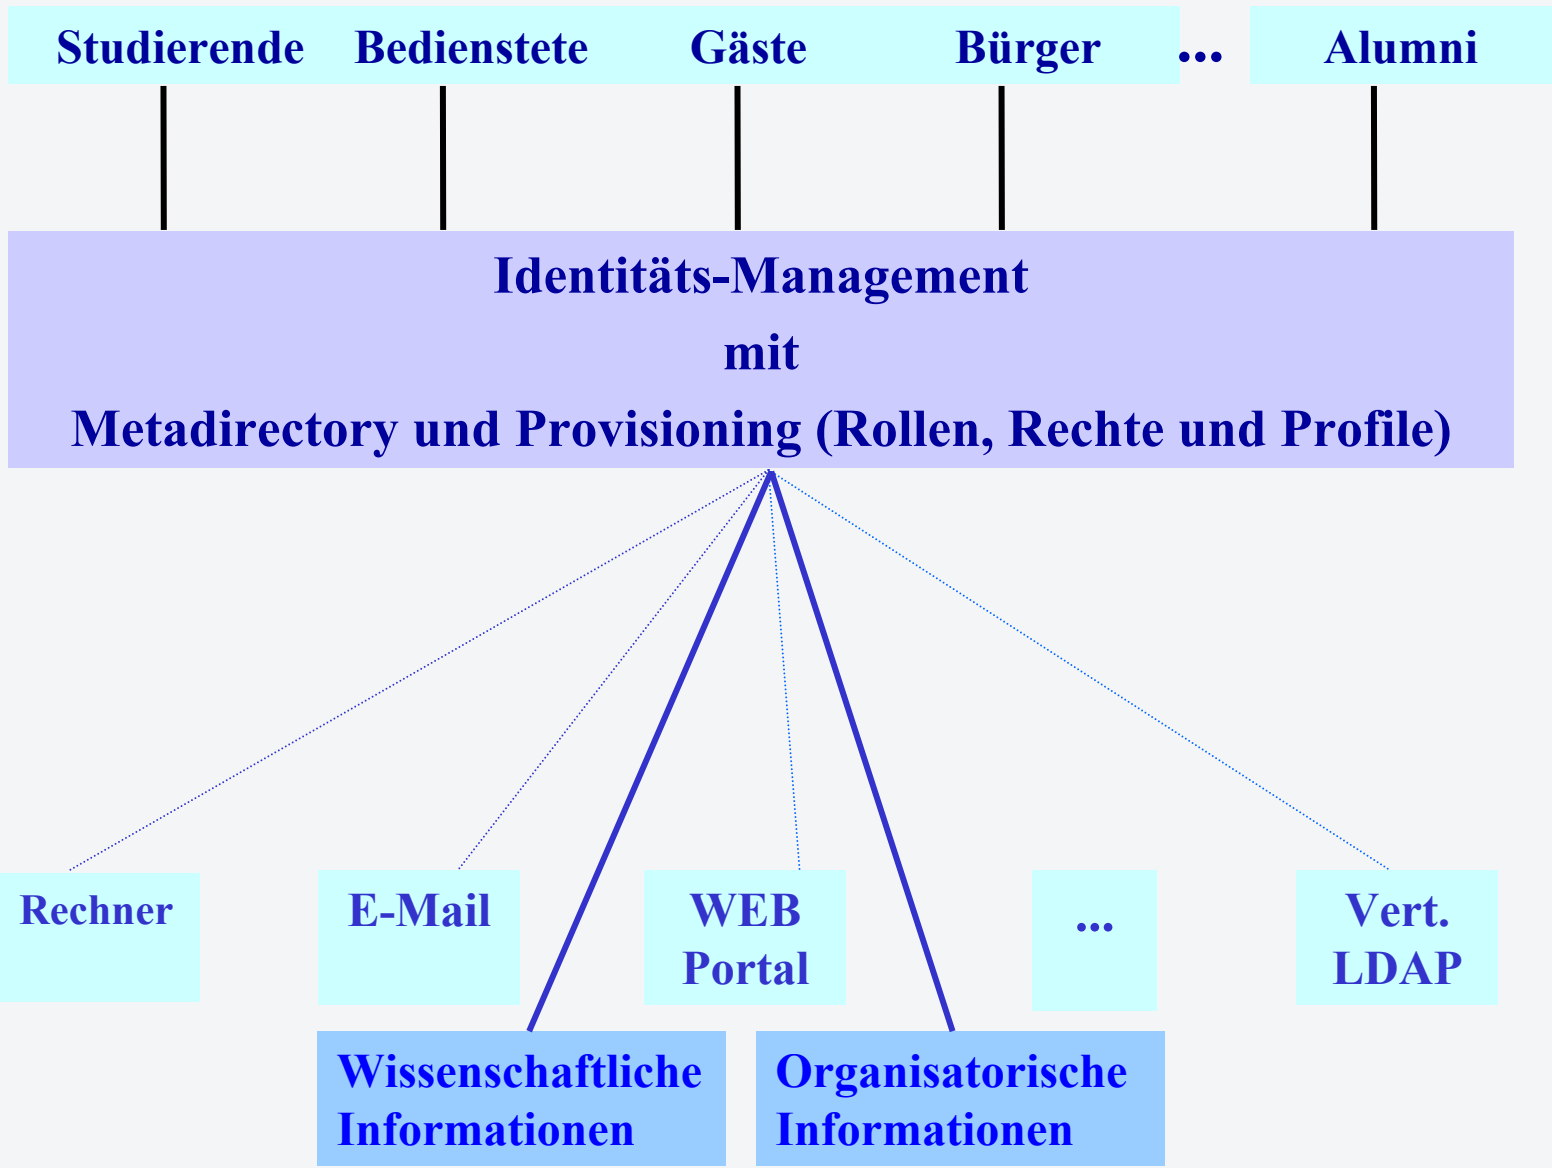 Studierende Bedienstete Gäste Bürger ... Alumni
Identitäts-Management
mit
Metadirectory und Provisioning (Rollen, Rechte und Profile)
Rechner
E-Mail
WEB
Portal
...
Vert.
LDAP
Wissenschaftliche
Informationen
Organisatorische
Informationen